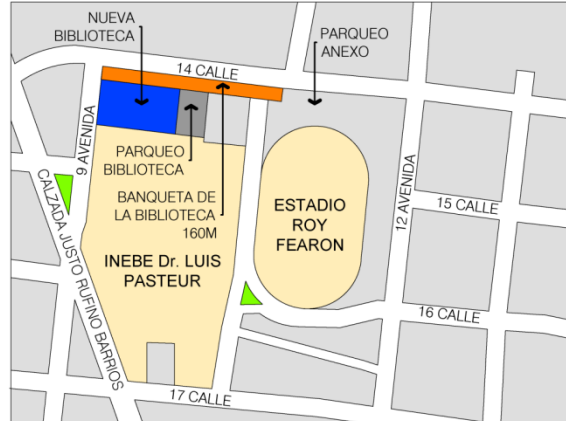 NUEVA
BIBLIOTECA
14 CALLE
PARQUEO
ANEXO
9 AVENIDA
PARQUEO
BIBLIOTECA
BANQUETA DE
LA BIBLIOTECA
160M
CALZADA JUSTO RUFINO BARRIOS
INEBE Dr. LUIS
PASTEUR
ESTADIO
ROY
FEARON
12 AVENIDA
15 CALLE
16 CALLE
17 CALLE